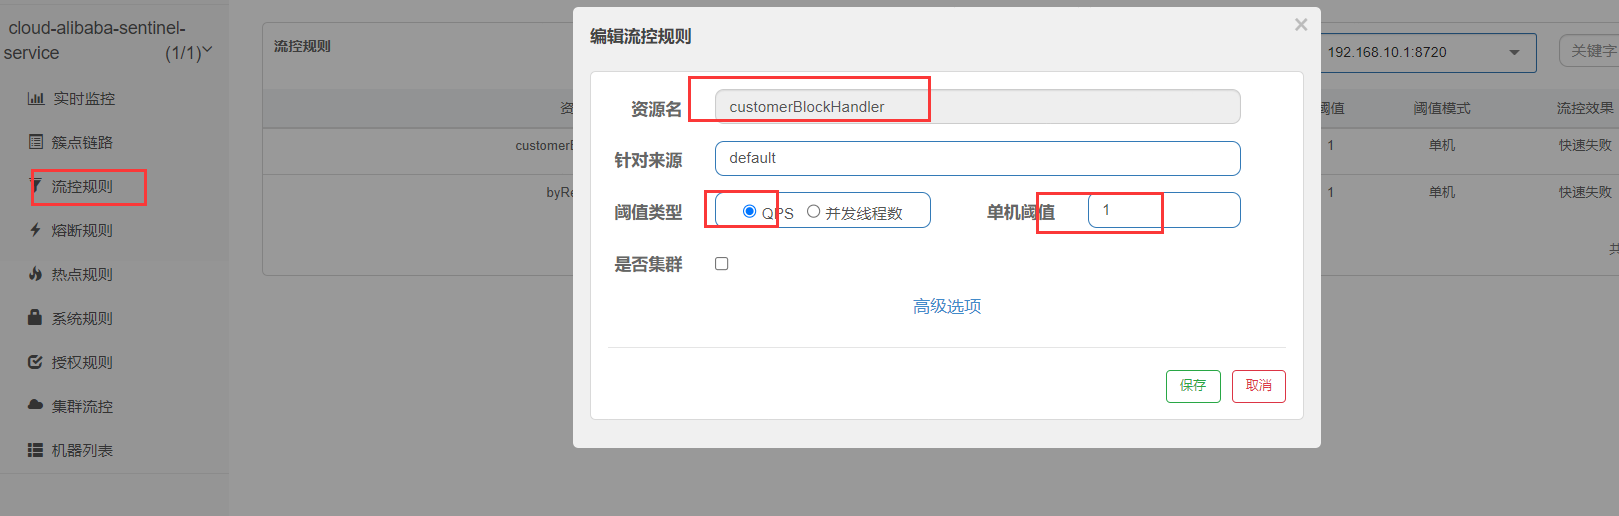 cloud-alibaba-sentinel-
service (1/1)
实时监控
簇点链路
流控规则
熔断规则
热点规则
系统规则
授权规则
集群流控
机器列表
流控规则
192.168.10.1:8720
关键字
阈值模式
流控效果
1
单机
快速失败
1
单机
快速失败
编辑流控规则
×
资源名 customerBlockHandler
针对来源 default
阈值类型 QPS 并发线程数 单机阈值 1
是否集群
高级选项
保存 取消